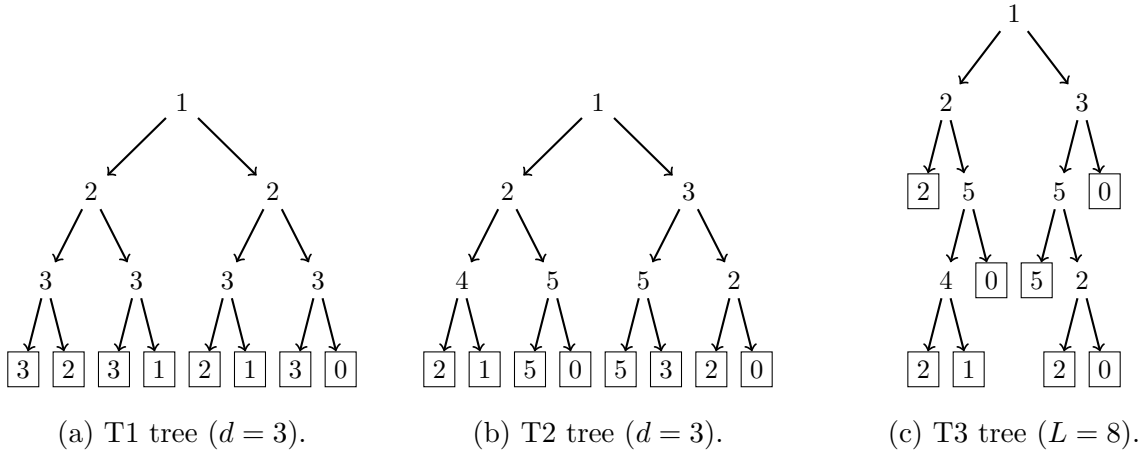 1
1 1
2 3
2 2 2 3
2 5 5 0
3 3 3 3 4 5 5 2
4 0 5 2
3 2 3 1 2 1 3 0 2 1 5 0 5 3 2 0 2 1 2 0
(a) T1 tree (d = 3). (b) T2 tree (d = 3). (c) T3 tree (L = 8).